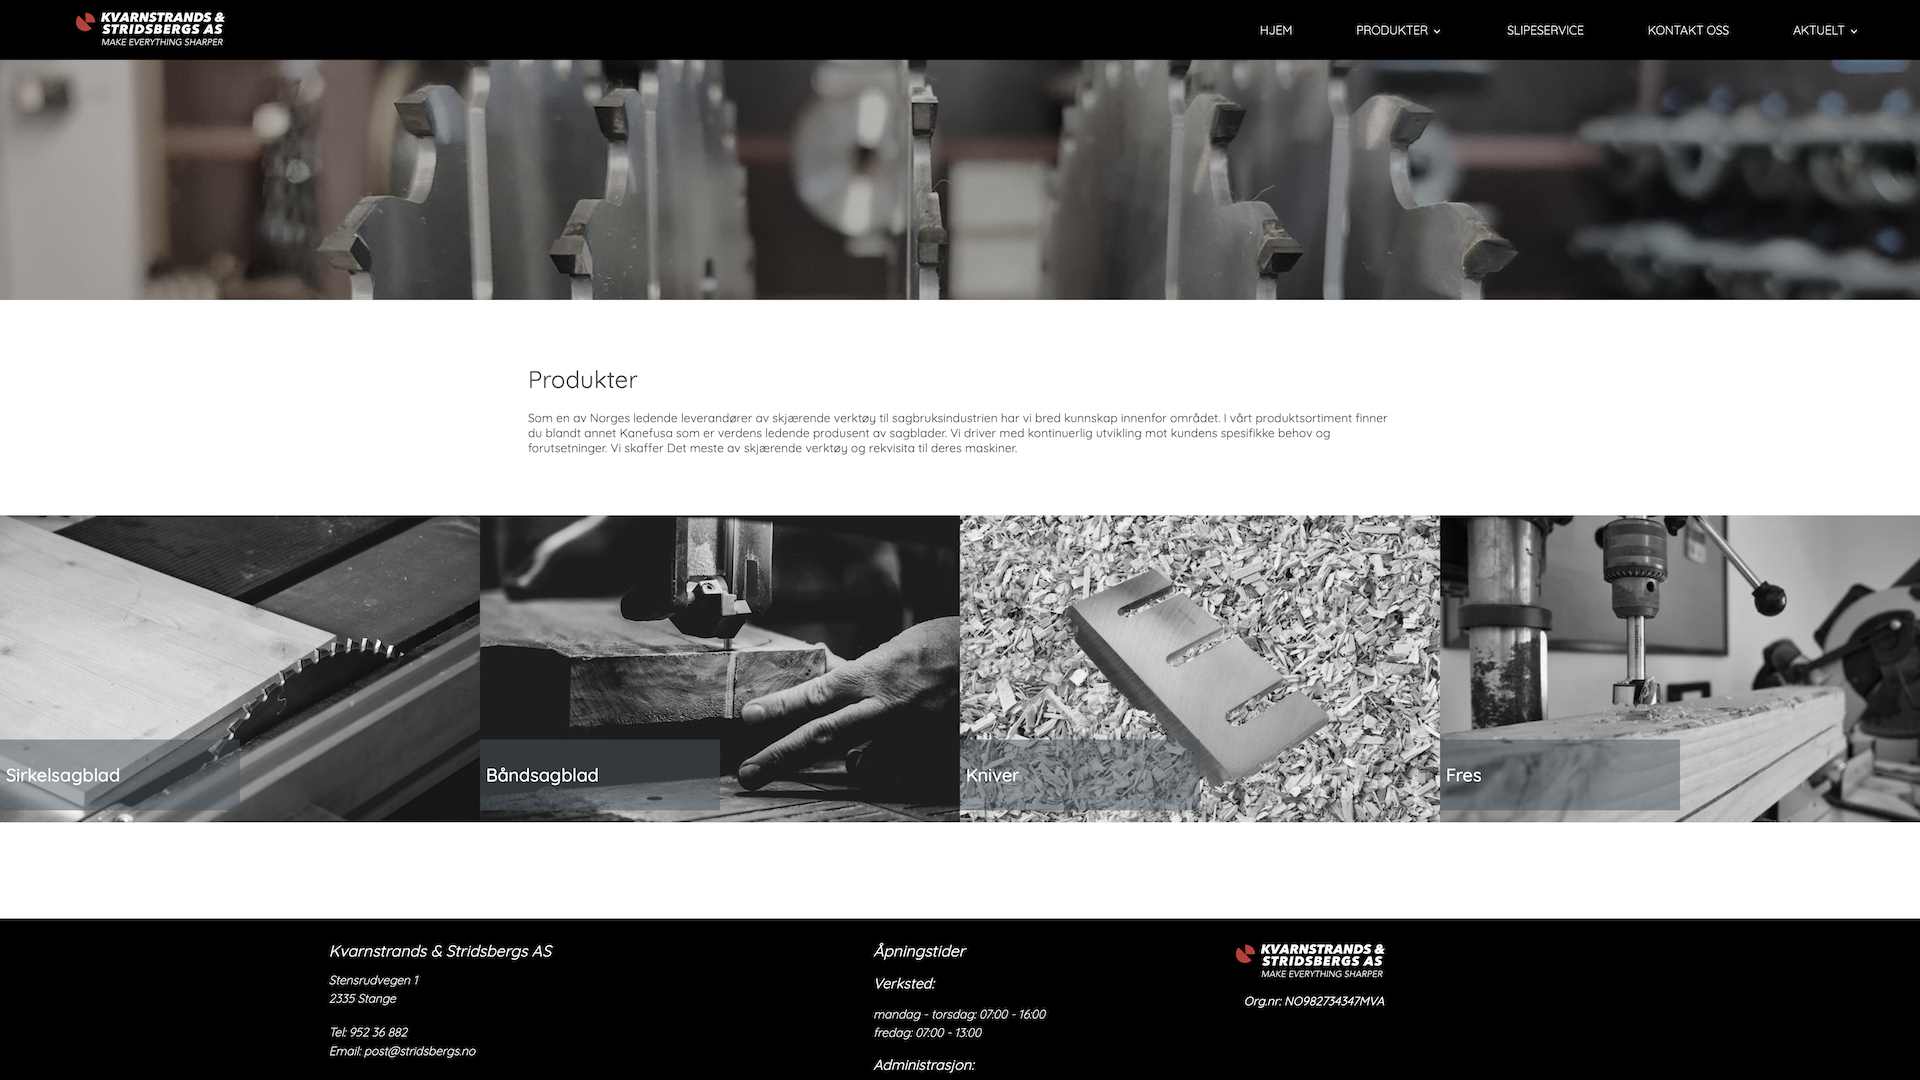 KVARNSTRANDS &
STRIDSBERGS AS
MAKE EVERYTHING SHARPER
HJEM
PRODUKTER
SLIPESERVICE
KONTAKT OSS
AKTUELT
Produkter
Som en av Norges ledende leverandører av skjærende verktøy til sagbruksindustrien har vi bred kunnskap innenfor området. I vårt produktsortiment finner
du blandt annet Kanefusa som er verdens ledende produsent av sagblader. Vi driver med kontinuerlig utvikling mot kundens spesifikke behov og
forutsetninger. Vi skaffer Det meste av skjærende verktøy og rekvisita til deres maskiner.
Sirkelsagblad
Båndsagblad
Kniver
Fres
Kvarnstrands & Stridsbergs AS
Stensrudvegen 1
2335 Stange
Tel: 952 36 882
Email: post@stridsbergs.no
Åpningstider
Verksted:
mandag - torsdag: 07:00 - 16:00
fredag: 07:00 - 13:00
Administrasjon:
KVARNSTRANDS &
STRIDSBERGS AS
MAKE EVERYTHING SHARPER
Org.nr: NO982734347MVA